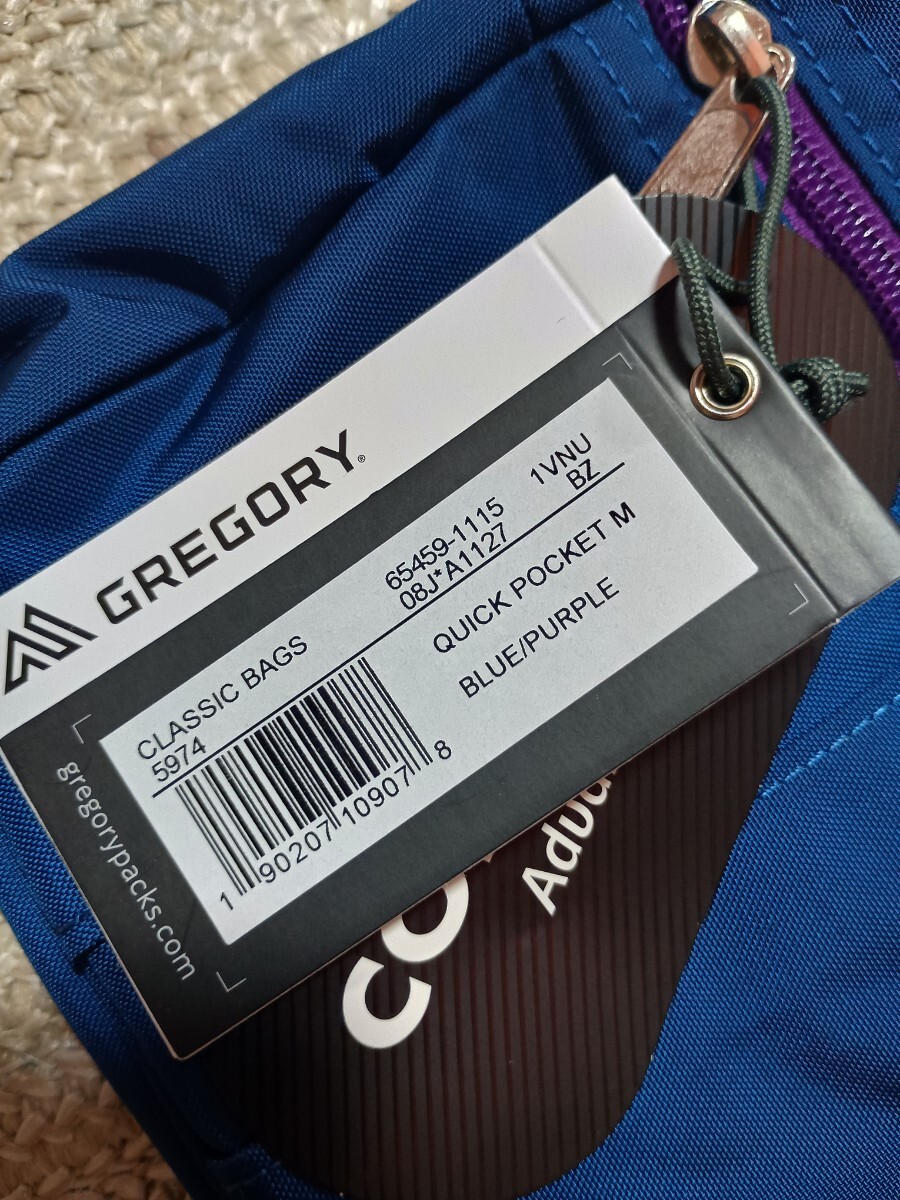 GREGORY®
65459-1115 1VNU
CLASSIC BAGS 08J*A1127 BZ
5974 QUICK POCKET M
BLUE/PURPLE
1 90207 10907 8
gregorypacks.com